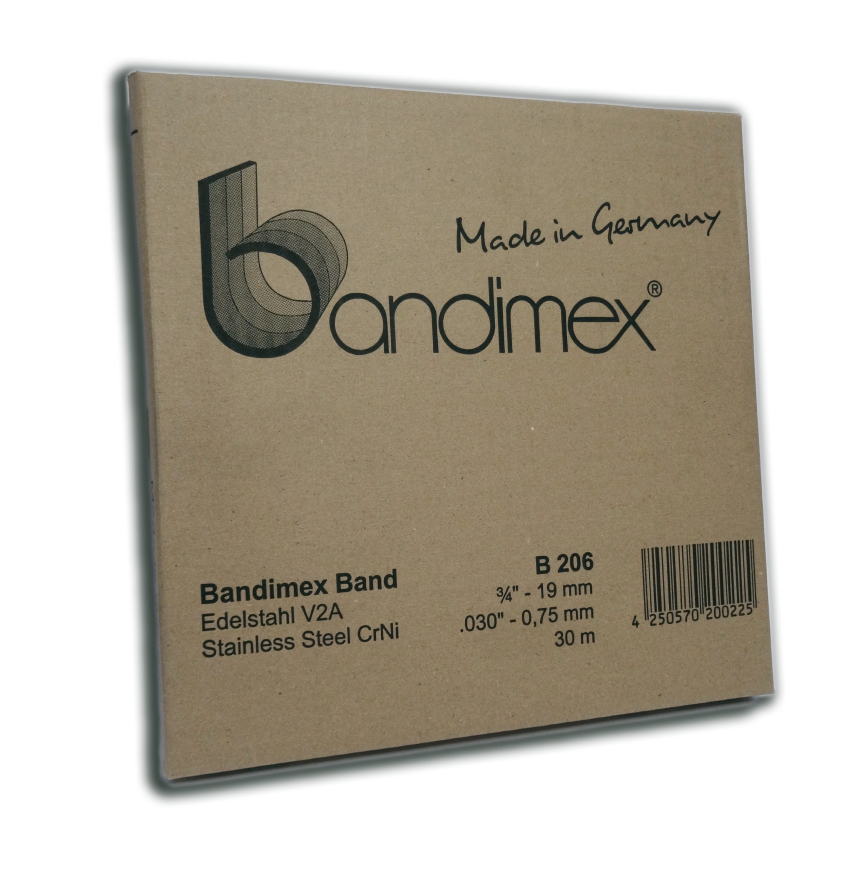 Made in Germany
bandimex®
Bandimex Band
Edelstahl V2A
Stainless Steel CrNi
B 206
¾" - 19 mm
.030" - 0,75 mm
30 m
4 250570 200225